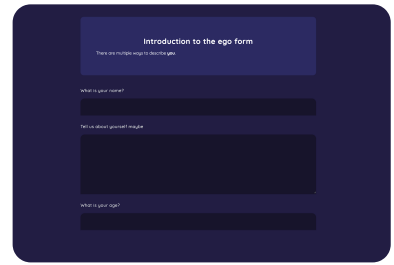 Introduction to the ego form
There are multiple ways to describe you.
What is your name?
Tell us about yourself maybe
What is your age?